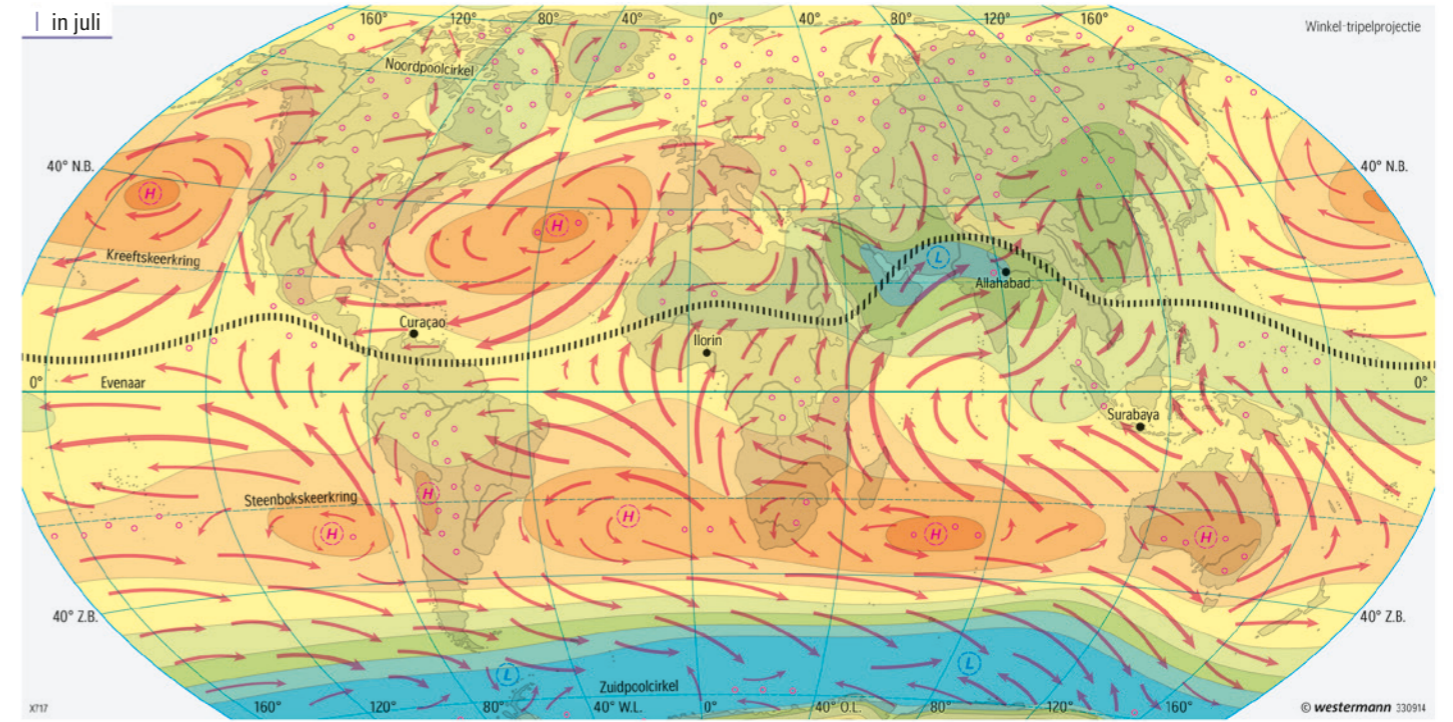 I in juli
160° 120° 80° 40° 0° 40° 80° 120° 160°
Winkel-tripelprojectie
Noordpoolcirkel
40° N.B.
40° N.B.
H
H
Kreeftskeerkring
L
Allahabad
Curaçao
Ilorin
0°
Evenaar
0°
Surabaya
Steenbokskeerkring
H
H
H
H
H
40° Z.B.
40° Z.B.
L
L
Zuidpoolcirkel
X717
160° 120° 80° 40° W.L. 0° 40° O.L. 80° 120° 160°
© westermann 330914